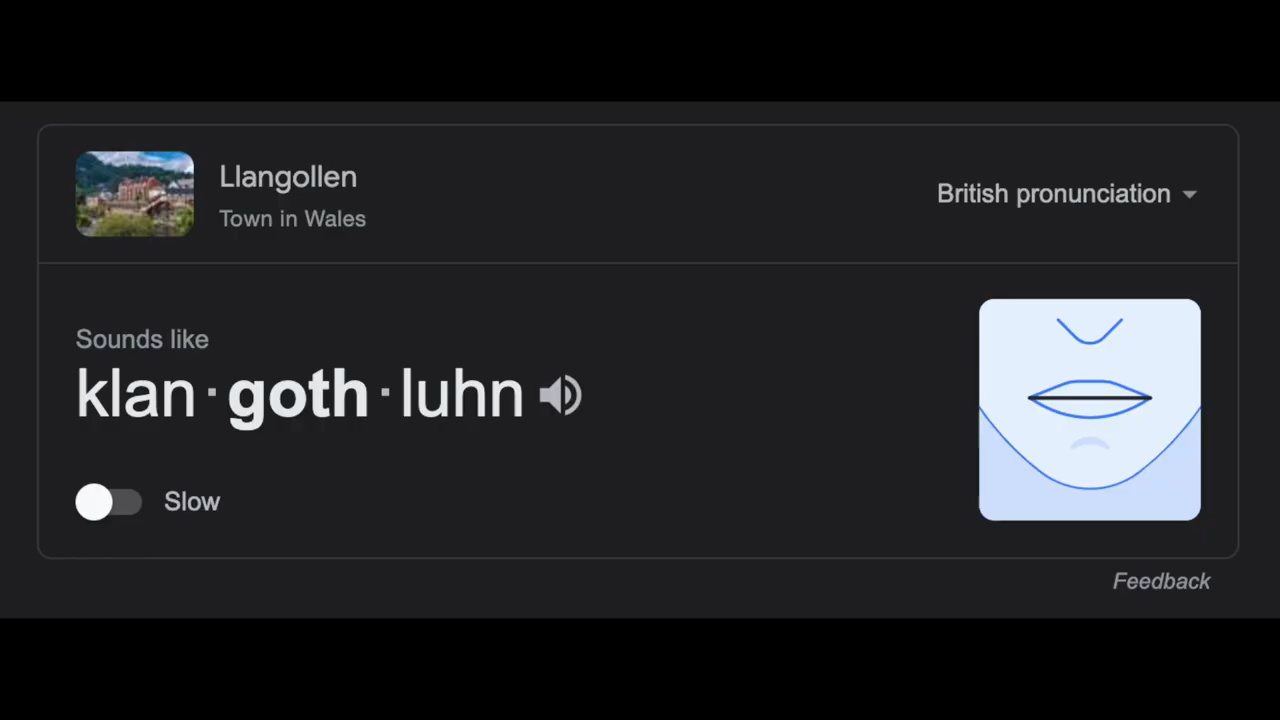 Llangollen
Town in Wales
British pronunciation
Sounds like
klan · goth · luhn
Slow
Feedback